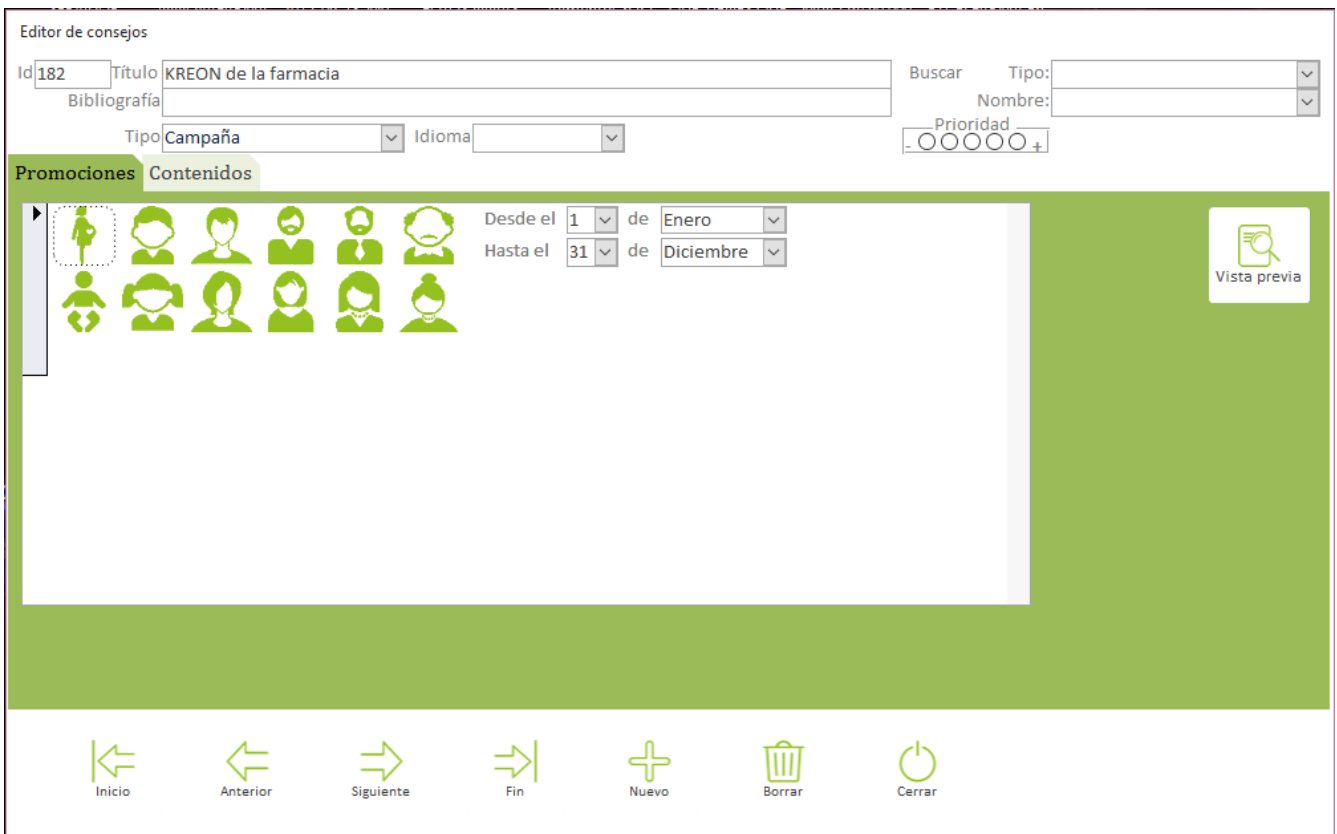 Editor de consejos
Id 182 Título KREON de la farmacia Buscar Tipo:
Bibliografía Nombre:
Tipo Campaña Idioma Prioridad
- +
Promociones Contenidos
Desde el 1 de Enero
Hasta el 31 de Diciembre
Vista previa
Inicio Anterior Siguiente Fin Nuevo Borrar Cerrar